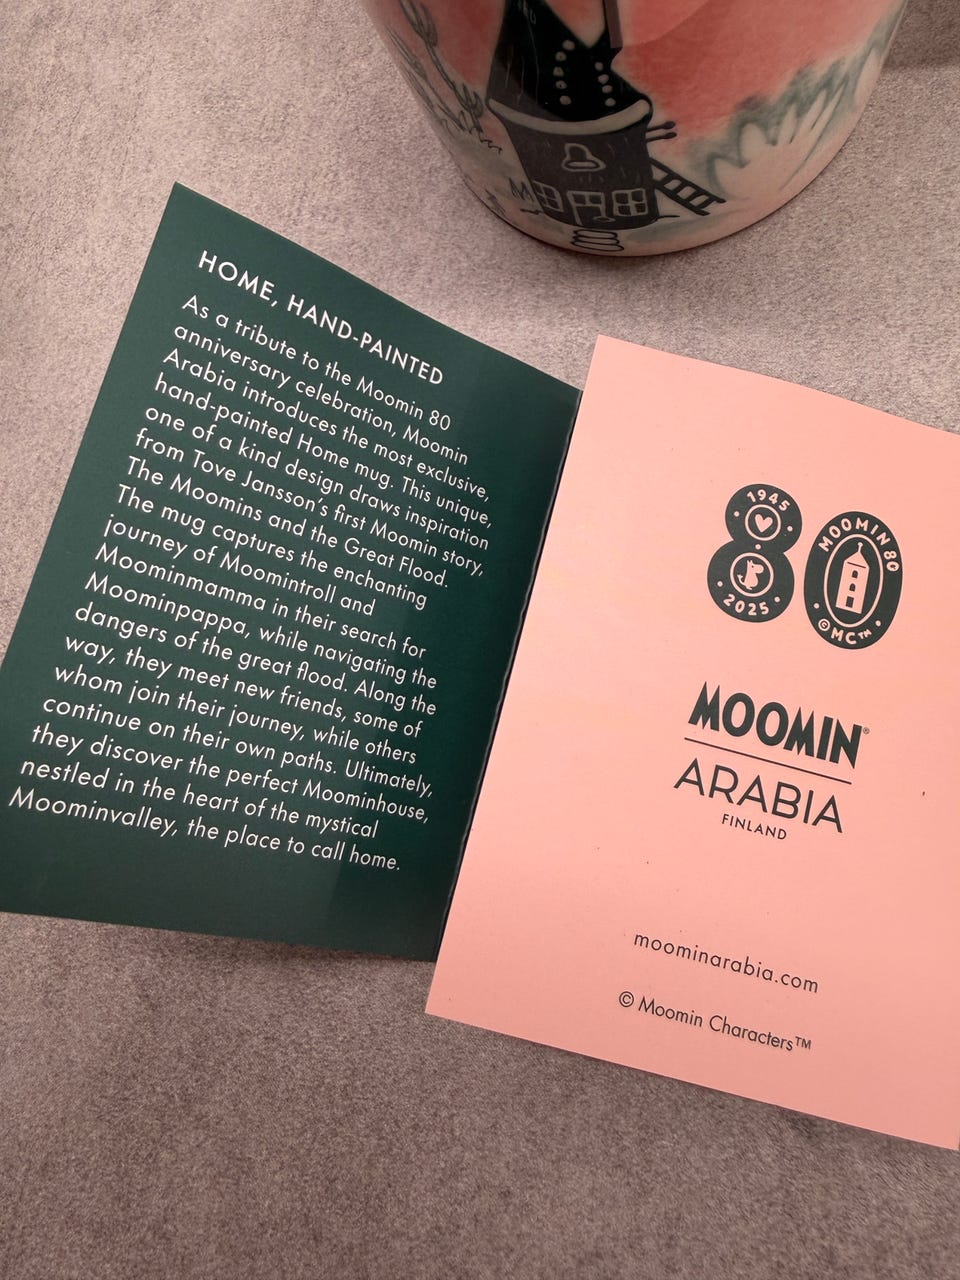 HOME, HAND-PAINTED
As a tribute to the Moomin 80
anniversary celebration, Moomin
Arabia introduces the most exclusive,
hand-painted Home mug. This unique,
one of a kind design draws inspiration
from Tove Jansson's first Moomin story,
The Moomins and the Great Flood.
The mug captures the enchanting
journey of Moomintroll and
Moominmamma in their search for
Moominpappa, while navigating the
dangers of the great flood. Along the
way, they meet new friends, some of
whom join their journey, while others
continue on their own paths. Ultimately,
they discover the perfect Moominhouse,
nestled in the heart of the mystical
Moominvalley, the place to call home.
80
1945
2025
MOOMIN 80
©MC™
MOOMIN®
ARABIA
FINLAND
moominarabia.com
© Moomin Characters™